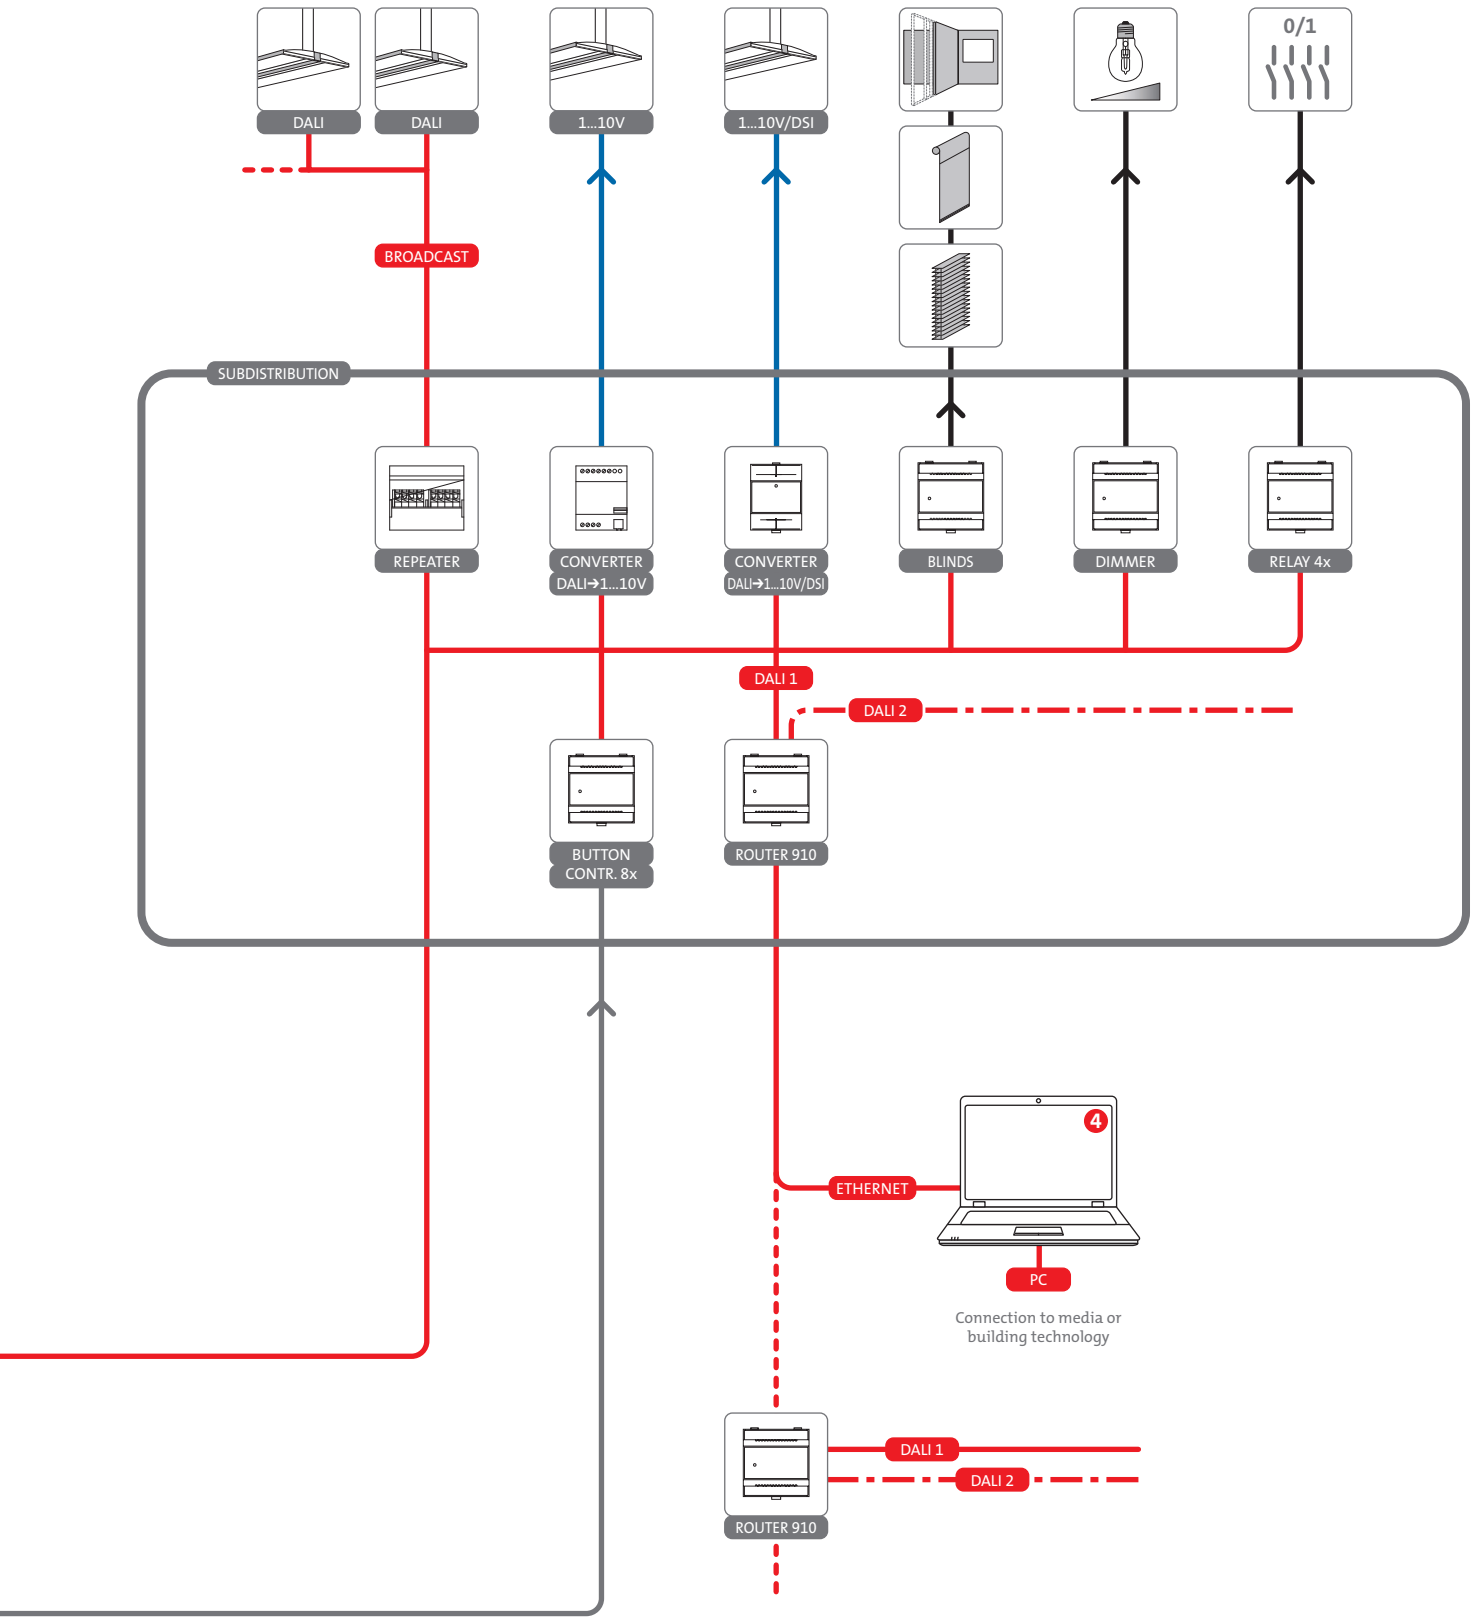 0/1
DALI
DALI
1...10V
1...10V/DSI
BROADCAST
SUBDISTRIBUTION
REPEATER
CONVERTER
DALI➔1...10V
CONVERTER
DALI➔1...10V/DSI
BLINDS
DIMMER
RELAY 4x
DALI 1
DALI 2
BUTTON
CONTR. 8x
ROUTER 910
4
ETHERNET
PC
Connection to media or
building technology
DALI 1
DALI 2
ROUTER 910